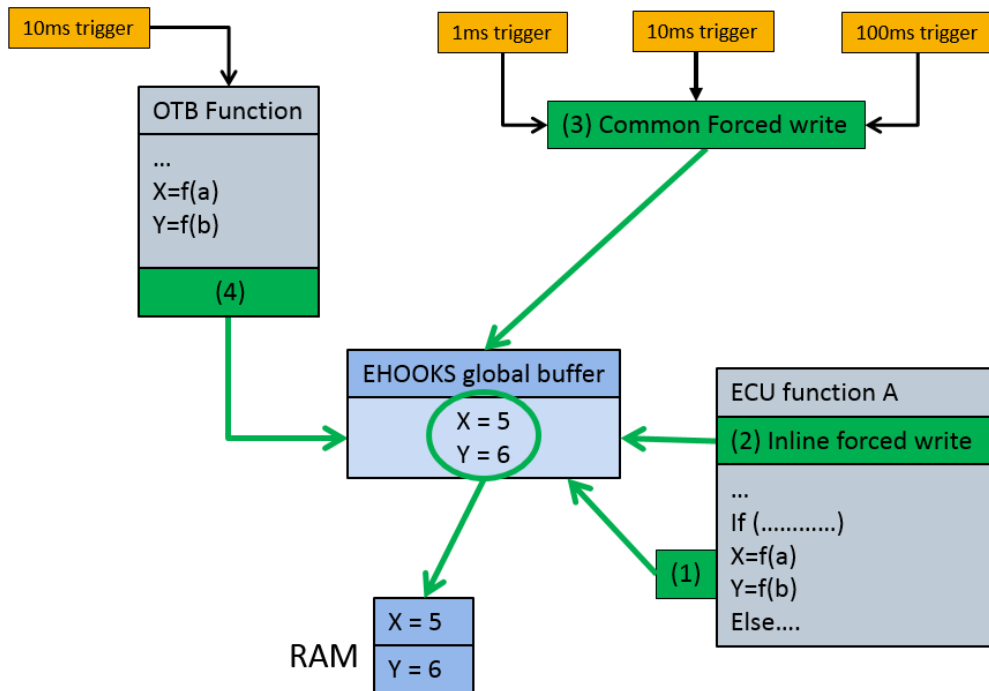 10ms trigger
1ms trigger
10ms trigger
100ms trigger
OTB Function
...
X=f(a)
Y=f(b)
(4)
(3) Common Forced write
EHOOKS global buffer
X = 5
Y = 6
ECU function A
(2) Inline forced write
...
If (............)
X=f(a)
Y=f(b)
Else....
(1)
RAM
X = 5
Y = 6